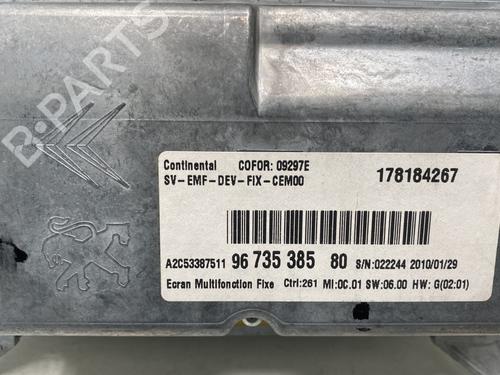 B-PARTS
Continental COFOR: 09297E
SV-EMF-DEV-FIX-CEM00
178184267
A2C53387511 96 735 385 80 S/N:022244 2010/01/29
Ecran Multifonction Fixe Ctrl:261 MI:0C.01 SW:06.00 HW: G(02:01)